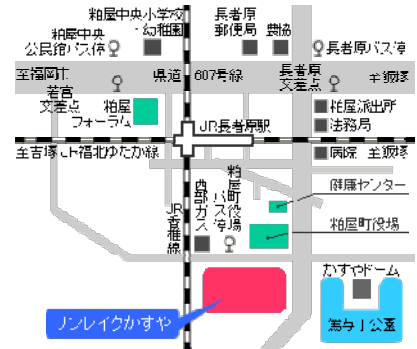 粕屋中央小学校
・幼稚園
長者原
郵便局
農協
粕屋中央
公民館バス停
長者原バス停
至福岡市
県道
607号線
長者原
交差点
至飯塚
若宮
交差点
粕屋
フォーラム
粕屋派出所
法務局
JR長者原駅
至吉塚
JR福北ゆたか線
病院
至飯塚
粕屋町役場
バス停
西部ガス
JR香椎線
健康センター
粕屋町役場
かすやドーム
駕与丁公園
サンレイクかすや